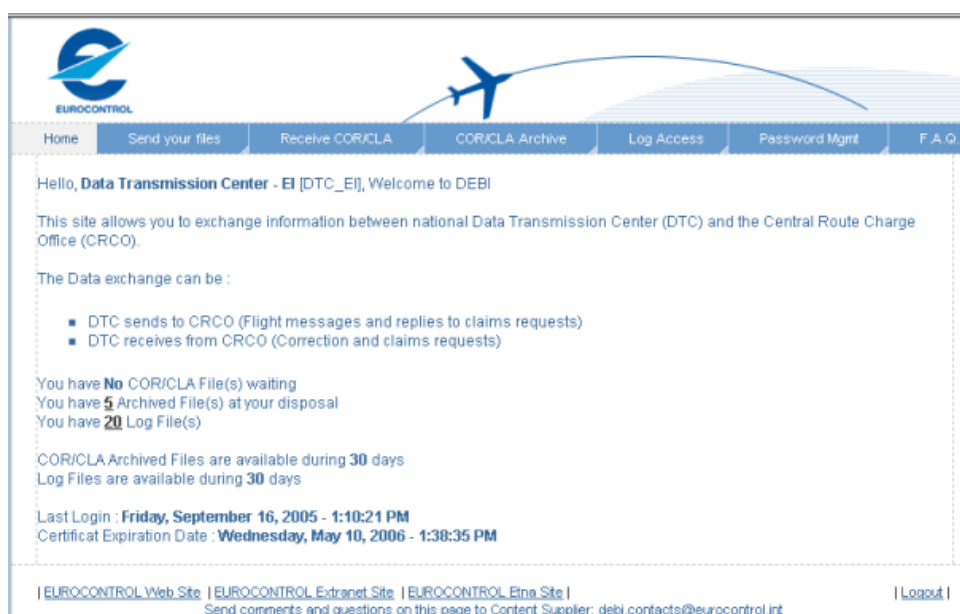 EUROCONTROL
Home Send your files Receive COR/CLA COR/CLA Archive Log Access Password Mgmt F.A.Q.
Hello, Data Transmission Center - EI [DTC_EI], Welcome to DEBI
This site allows you to exchange information between national Data Transmission Center (DTC) and the Central Route Charge
Office (CRCO).
The Data exchange can be :
▪ DTC sends to CRCO (Flight messages and replies to claims requests)
▪ DTC receives from CRCO (Correction and claims requests)
You have No COR/CLA File(s) waiting
You have 5 Archived File(s) at your disposal
You have 20 Log File(s)
COR/CLA Archived Files are available during 30 days
Log Files are available during 30 days
Last Login : Friday, September 16, 2005 - 1:10:21 PM
Certificat Expiration Date : Wednesday, May 10, 2006 - 1:38:35 PM
| EUROCONTROL Web Site | EUROCONTROL Extranet Site | EUROCONTROL Etna Site | | Logout |
Send comments and questions on this page to Content Supplier: debi.contacts@eurocontrol.int